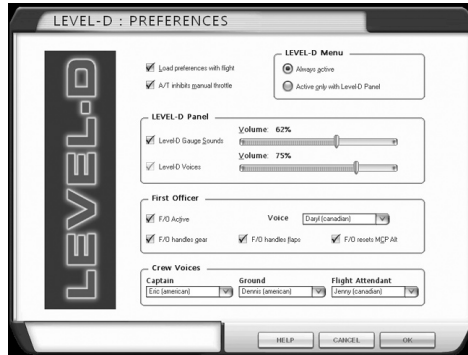 LEVEL-D : PREFERENCES
LEVEL-D
Load preferences with flight
A/T inhibits manual throttle
LEVEL-D Menu
Always active
Active only with Level-D Panel
LEVEL-D Panel
Level-D Gauge Sounds
Volume: 62%
Level-D Voices
Volume: 75%
First Officer
F/O Active
Voice
Daryl (canadian)
F/O handles gear
F/O handles flaps
F/O resets MCP Alt
Crew Voices
Captain
Ground
Flight Attendant
Eric (american)
Dennis (american)
Jenny (canadian)
HELP
CANCEL
OK